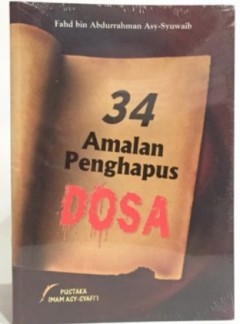 Fahd bin Abdurrahman Asy-Syuwaib
34
Amalan
Penghapus
DOSA
PUSTAKA
IMAM ASY-SYAFI'I